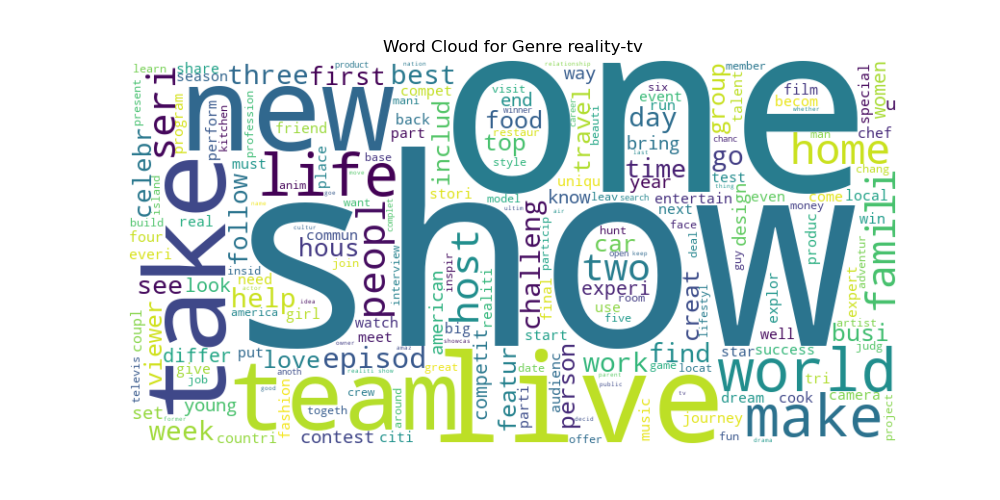 Word Cloud for Genre reality-tv
show
one
new
take
live
team
life
world
make
home
famili
seri
host
peopl
first
three
best
includ
travel
food
top
end
way
day
bring
time
year
go
group
talent
film
becom
women
special
chef
u
member
event
run
six
visit
winner
restaur
style
uniqu
back
part
compet
mani
season
share
learn
present
program
perform
kitchen
profession
product
nation
relationship
career
beauti
whether
man
chanc
chang
celebr
island
build
real
four
everi
follow
must
friend
place
base
anim
move
want
stori
model
know
leav
search
entertain
test
thing
even
come
local
money
win
design
next
face
deal
guy
produc
adventur
explor
expert
well
artist
busi
judg
hous
commun
cultur
join
insid
need
help
america
girl
actor
idea
watch
meet
interview
american
inspir
realiti
challeng
particip
final
air
hunt
car
two
open
keep
experi
room
use
five
creat
lifestyl
see
look
viewer
coupl
televis
differ
give
job
put
love
episod
owner
big
start
showcas
great
competit
featur
date
parti
audienc
person
work
game
find
locat
star
success
dream
tri
cook
camera
project
set
young
week
countri
fashion
anoth
good
togeth
crew
contest
around
citi
realiti show
parent
public
decid
offer
music
tv
journey
fun
drama
last
ultim
complet
former